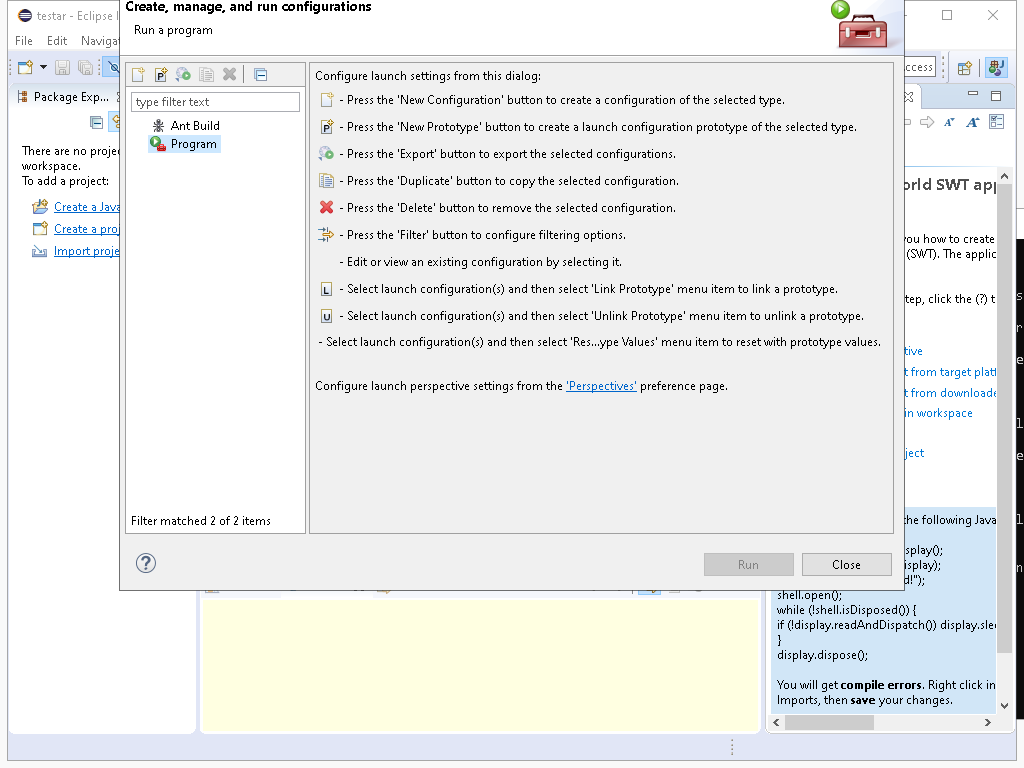 Create, manage, and run configurations
Run a program
testar - Eclipse I
File Edit Navigat
ccess
Package Exp...
type filter text
Ant Build
Program
Filter matched 2 of 2 items
There are no projec
workspace.
To add a project:
Create a Java
Create a proj
Import proje
Configure launch settings from this dialog:
- Press the 'New Configuration' button to create a configuration of the selected type.
- Press the 'New Prototype' button to create a launch configuration prototype of the selected type.
- Press the 'Export' button to export the selected configurations.
- Press the 'Duplicate' button to copy the selected configuration.
- Press the 'Delete' button to remove the selected configuration.
- Press the 'Filter' button to configure filtering options.
- Edit or view an existing configuration by selecting it.
L - Select launch configuration(s) and then select 'Link Prototype' menu item to link a prototype.
U - Select launch configuration(s) and then select 'Unlink Prototype' menu item to unlink a prototype.
- Select launch configuration(s) and then select 'Res...ype Values' menu item to reset with prototype values.
Configure launch perspective settings from the 'Perspectives' preference page.
Run
Close
orld SWT app
you how to create
(SWT). The applic
tep, click the (?) t
tive
t from target platf
t from downloade
in workspace
ject
the following Java
splay();
isplay);
d!");
shell.open();
while (!shell.isDisposed()) {
if (!display.readAndDispatch()) display.slee
}
display.dispose();
You will get compile errors. Right click in
Imports, then save your changes.